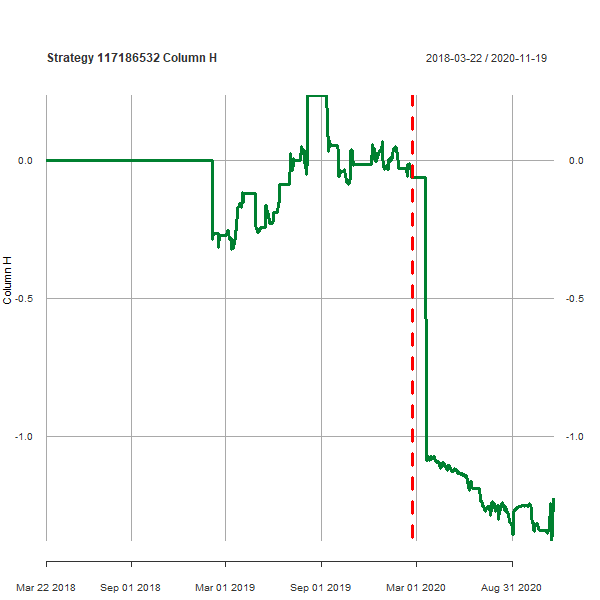 Strategy 117186532 Column H
2018-03-22 / 2020-11-19
0.0
0.0
Column H
-0.5
-0.5
-1.0
-1.0
Mar 22 2018
Sep 01 2018
Mar 01 2019
Sep 01 2019
Mar 01 2020
Aug 31 2020